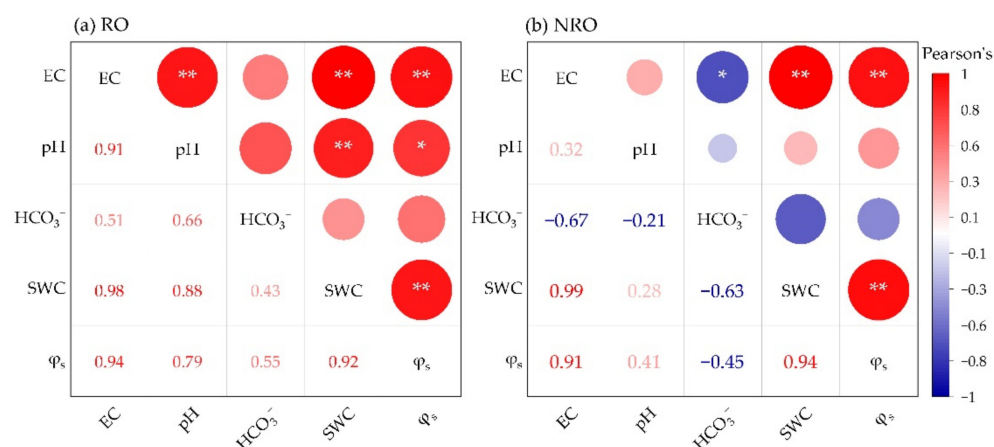 (a) RO
(b) NRO
Pearson's
EC EC ** ** **
pH 0.91 pH ** *
HCO₃⁻ 0.51 0.66 HCO₃⁻
SWC 0.98 0.88 0.43 SWC **
φₛ 0.94 0.79 0.55 0.92 φₛ
EC pH HCO₃⁻ SWC φₛ
EC EC * ** **
pH 0.32 pH
HCO₃⁻ −0.67 −0.21 HCO₃⁻
SWC 0.99 0.28 −0.63 SWC **
φₛ 0.91 0.41 −0.45 0.94 φₛ
EC pH HCO₃⁻ SWC φₛ
1
0.8
0.6
0.3
0.1
−0.1
−0.3
−0.6
−0.8
−1